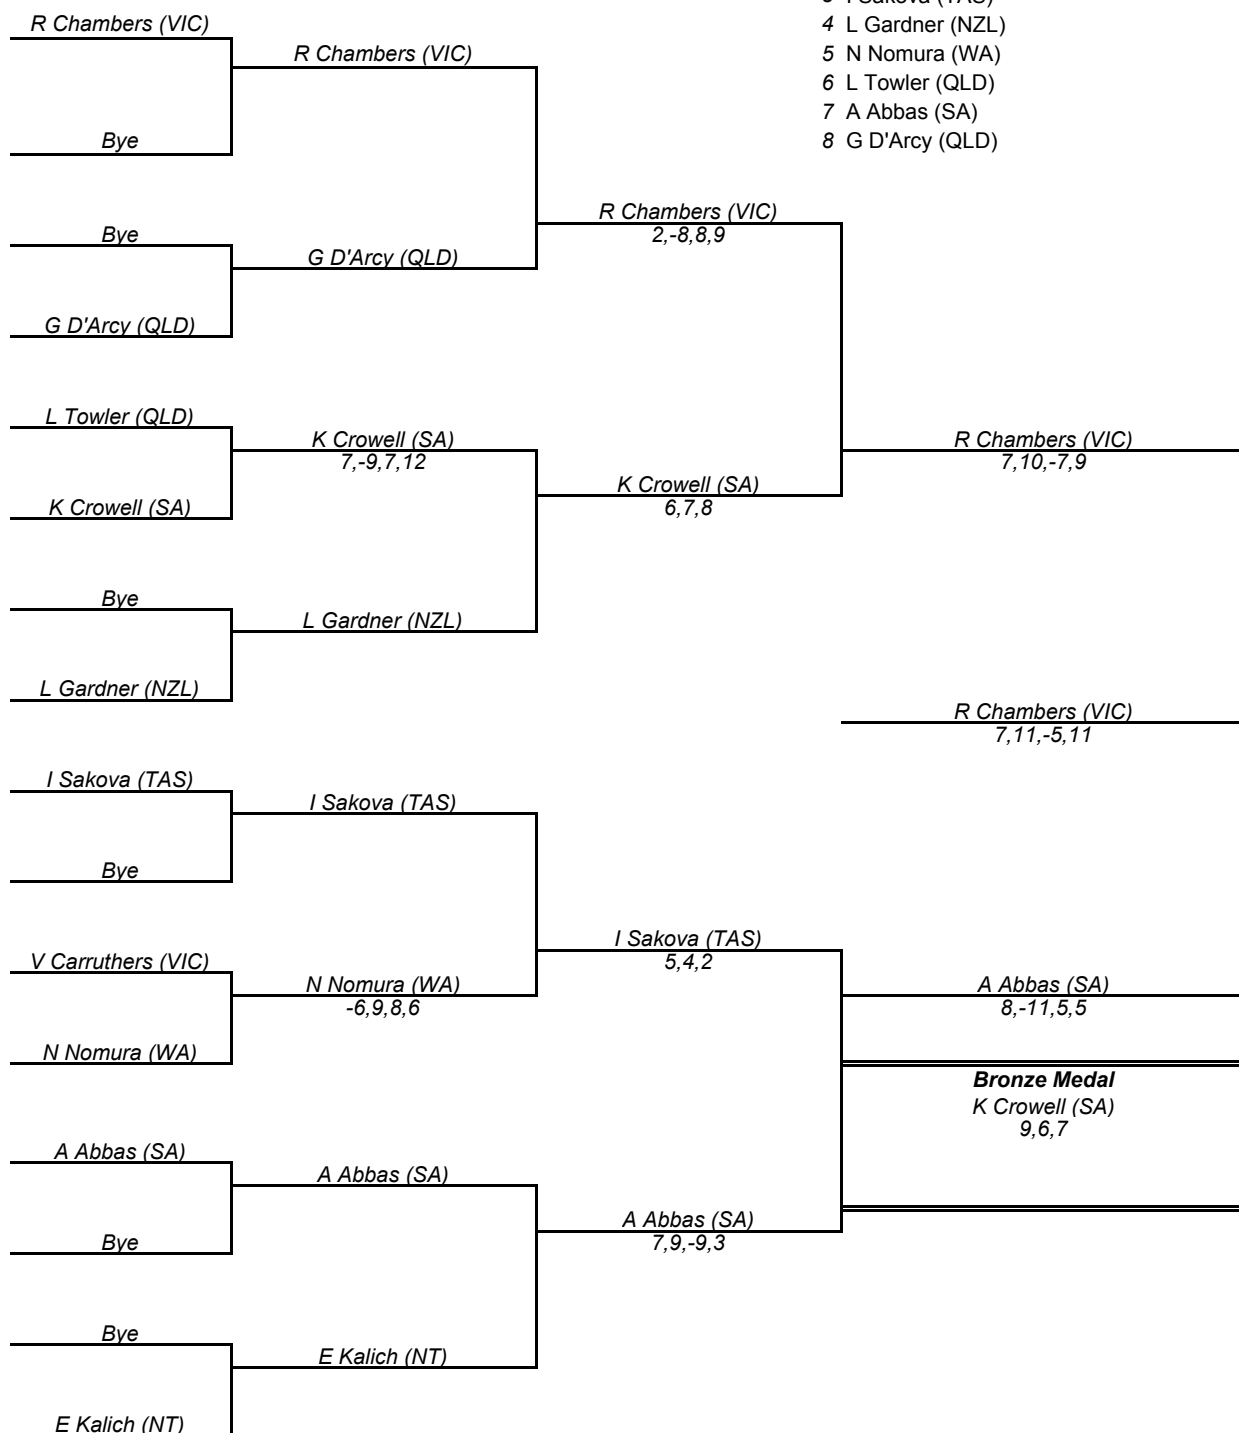 3 I Sakova (TAS)
R Chambers (VIC)
4 L Gardner (NZL)
R Chambers (VIC)
5 N Nomura (WA)
6 L Towler (QLD)
7 A Abbas (SA)
Bye
8 G D'Arcy (QLD)
R Chambers (VIC)
2,-8,8,9
Bye
G D'Arcy (QLD)
G D'Arcy (QLD)
L Towler (QLD)
K Crowell (SA)
7,-9,7,12
R Chambers (VIC)
7,10,-7,9
K Crowell (SA)
6,7,8
K Crowell (SA)
Bye
L Gardner (NZL)
L Gardner (NZL)
R Chambers (VIC)
7,11,-5,11
I Sakova (TAS)
I Sakova (TAS)
Bye
I Sakova (TAS)
5,4,2
V Carruthers (VIC)
N Nomura (WA)
-6,9,8,6
A Abbas (SA)
8,-11,5,5
N Nomura (WA)
Bronze Medal
K Crowell (SA)
9,6,7
A Abbas (SA)
A Abbas (SA)
A Abbas (SA)
7,9,-9,3
Bye
Bye
E Kalich (NT)
E Kalich (NT)